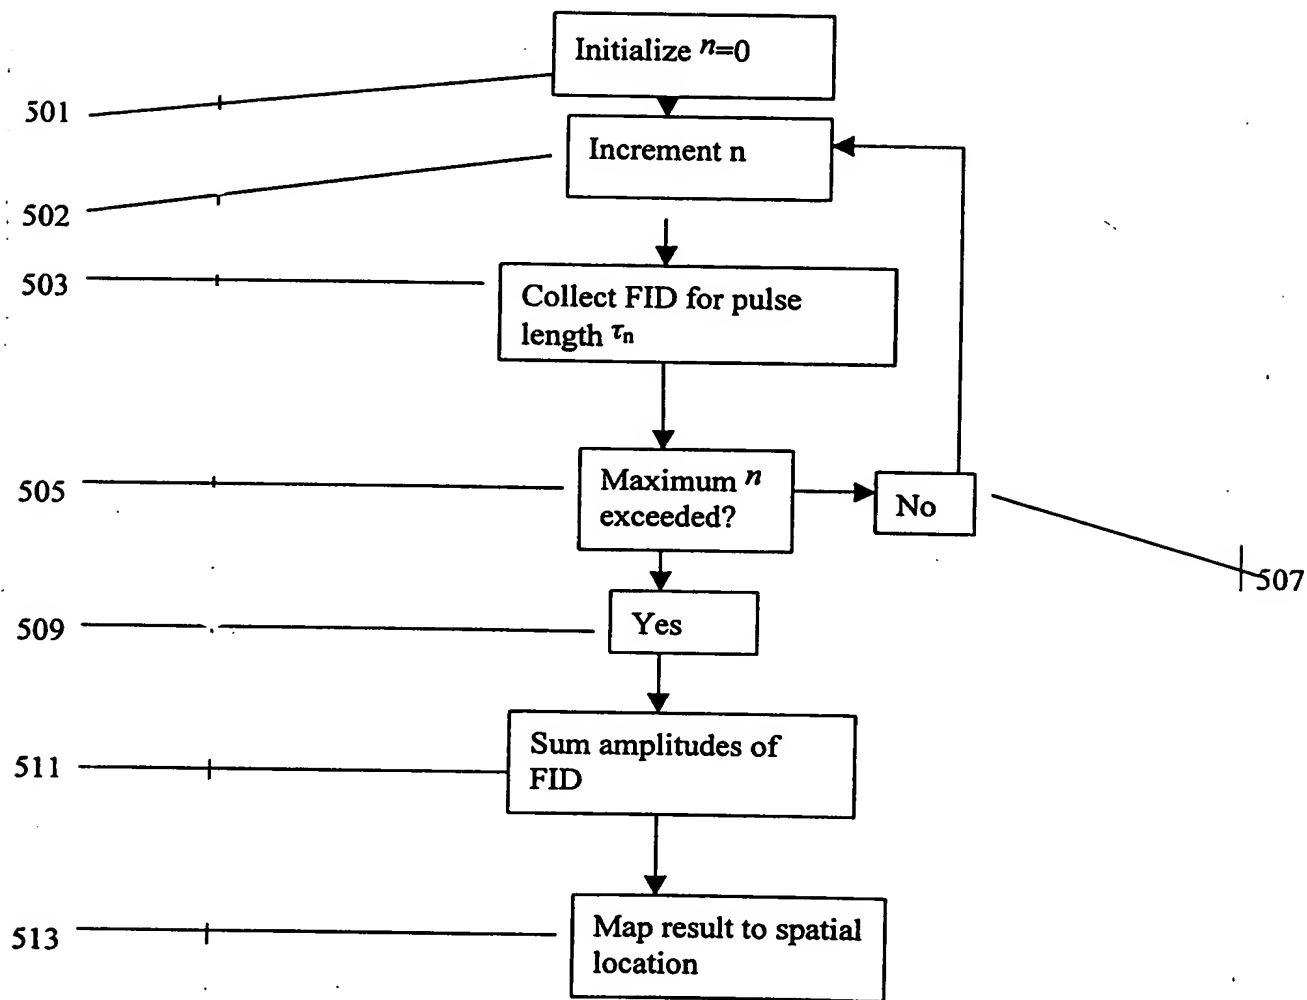 Initialize n=0
501
Increment n
502
503
Collect FID for pulse
length τn
505
Maximum n
exceeded?
No
507
509
Yes
511
Sum amplitudes of
FID
513
Map result to spatial
location